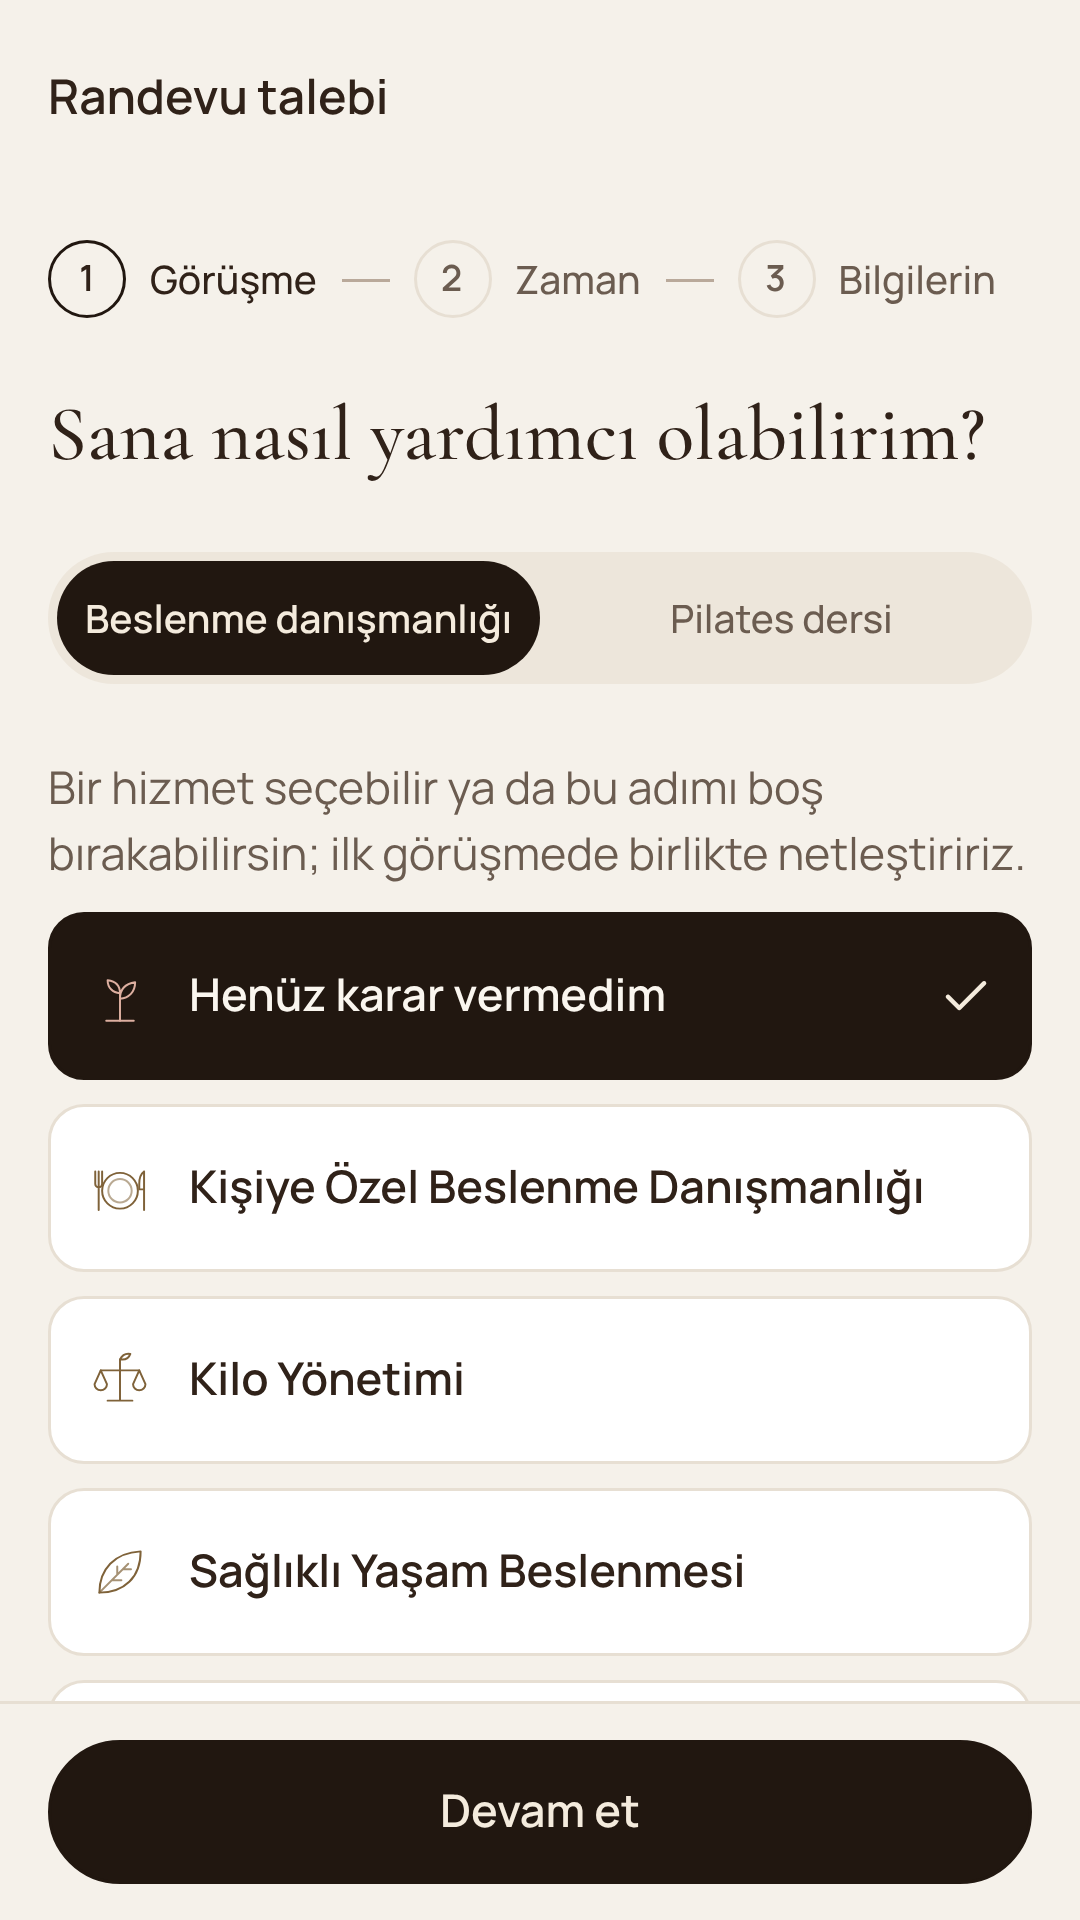 Randevu talebi
1 Görüşme — 2 Zaman — 3 Bilgilerin
Sana nasıl yardımcı olabilirim?
Beslenme danışmanlığı Pilates dersi
Bir hizmet seçebilir ya da bu adımı boş
bırakabilirsin; ilk görüşmede birlikte netleştiririz.
Henüz karar vermedim
Kişiye Özel Beslenme Danışmanlığı
Kilo Yönetimi
Sağlıklı Yaşam Beslenmesi
Devam et